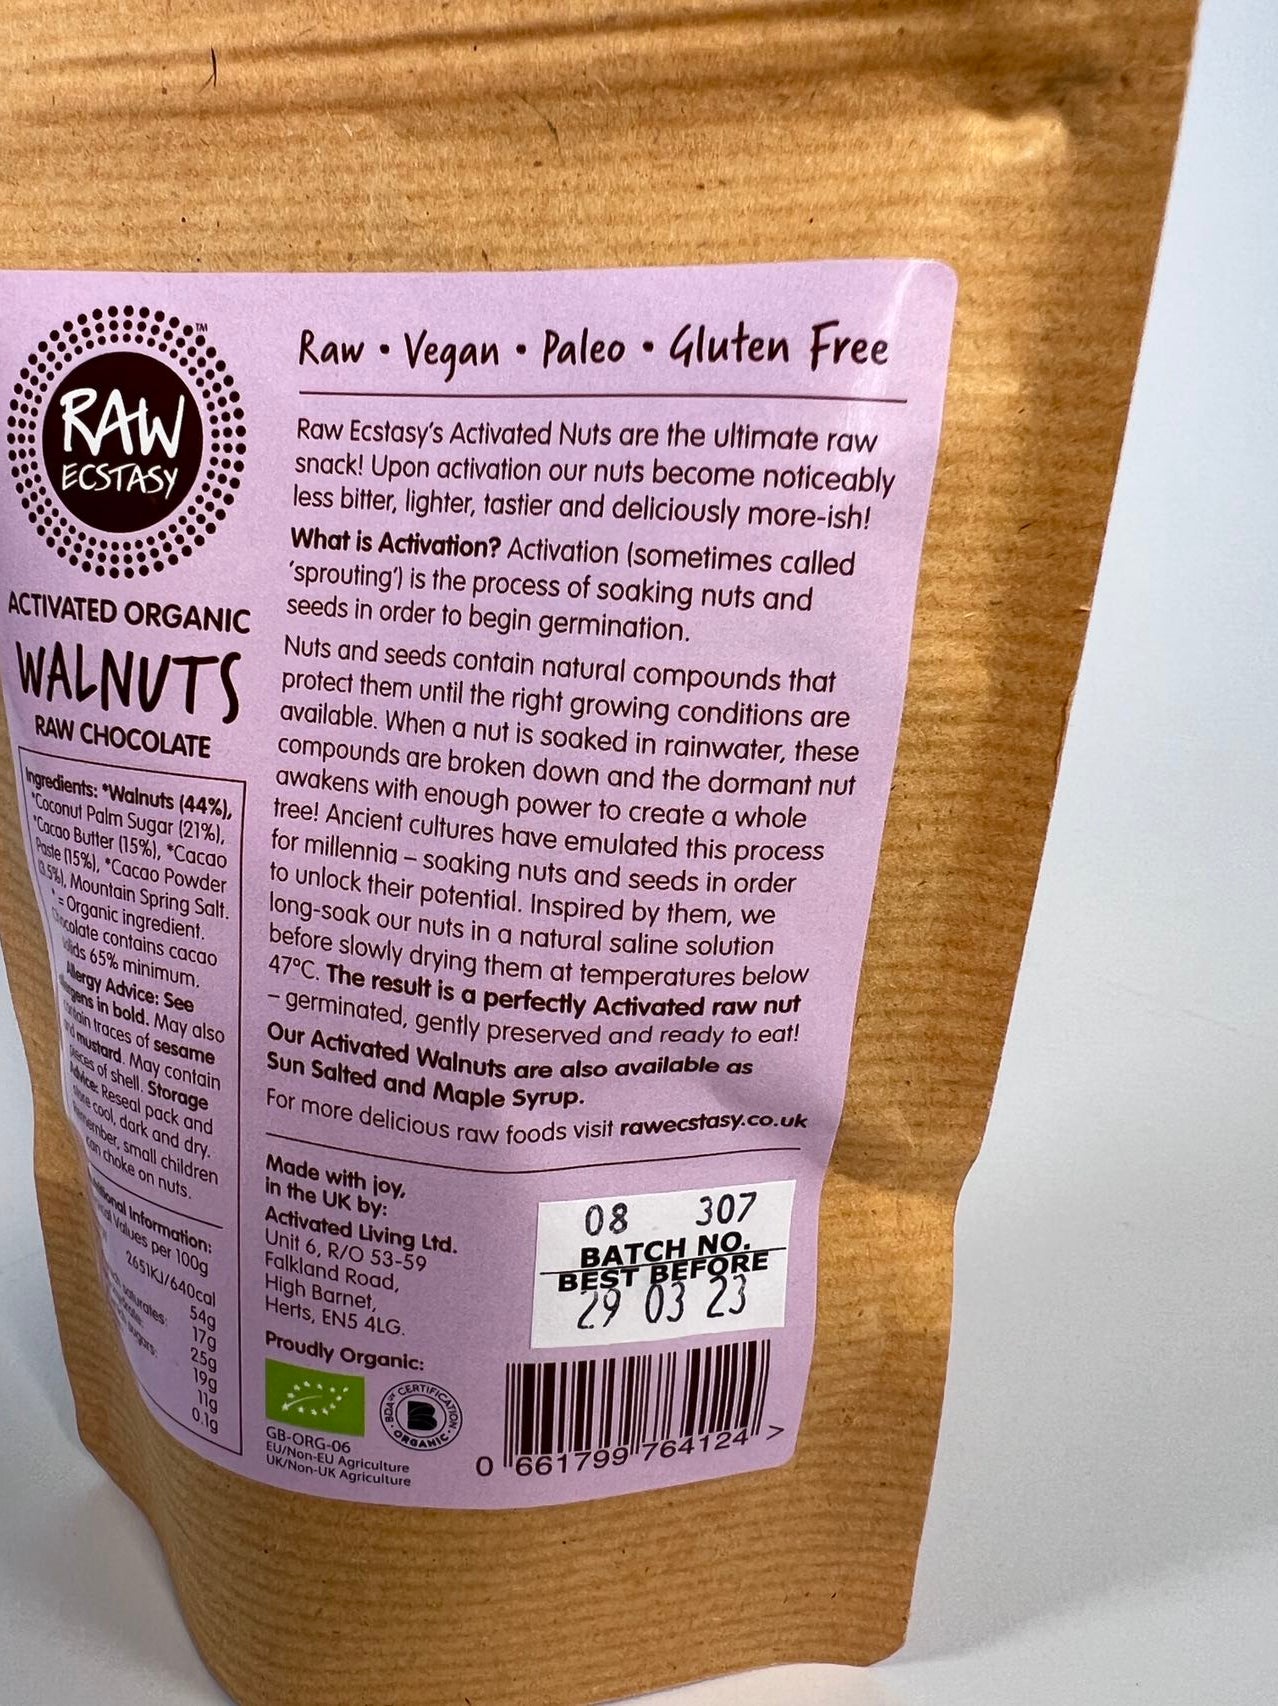 RAW
ECSTASY
TM
ACTIVATED ORGANIC
WALNUTS
RAW CHOCOLATE
Ingredients: *Walnuts (44%),
*Coconut Palm Sugar (21%),
*Cacao Butter (15%), *Cacao
Paste (15%), *Cacao Powder
(3.5%), Mountain Spring Salt.
*= Organic ingredient.
Chocolate contains cacao
solids 65% minimum.
Allergy Advice: See
allergens in bold. May also
contain traces of sesame
and mustard. May contain
pieces of shell. Storage
Advice: Reseal pack and
store cool, dark and dry.
Remember, small children
can choke on nuts.
Information:
Values per 100g
2651KJ/640cal
54g
saturates: 17g
25g
sugars: 19g
11g
0.1g
Raw • Vegan • Paleo • Gluten Free
Raw Ecstasy's Activated Nuts are the ultimate raw
snack! Upon activation our nuts become noticeably
less bitter, lighter, tastier and deliciously more-ish!
What is Activation? Activation (sometimes called
'sprouting') is the process of soaking nuts and
seeds in order to begin germination.
Nuts and seeds contain natural compounds that
protect them until the right growing conditions are
available. When a nut is soaked in rainwater, these
compounds are broken down and the dormant nut
awakens with enough power to create a whole
tree! Ancient cultures have emulated this process
for millennia – soaking nuts and seeds in order
to unlock their potential. Inspired by them, we
long-soak our nuts in a natural saline solution
before slowly drying them at temperatures below
47°C. The result is a perfectly Activated raw nut
– germinated, gently preserved and ready to eat!
Our Activated Walnuts are also available as
Sun Salted and Maple Syrup.
For more delicious raw foods visit rawecstasy.co.uk
Made with joy,
in the UK by:
Activated Living Ltd.
Unit 6, R/O 53-59
Falkland Road,
High Barnet,
Herts, EN5 4LG.
Proudly Organic:
BDA CERTIFICATION
ORGANIC
GB-ORG-06
EU/Non-EU Agriculture
UK/Non-UK Agriculture
08 307
BATCH NO.
BEST BEFORE
29 03 23
0 661799 764124 >